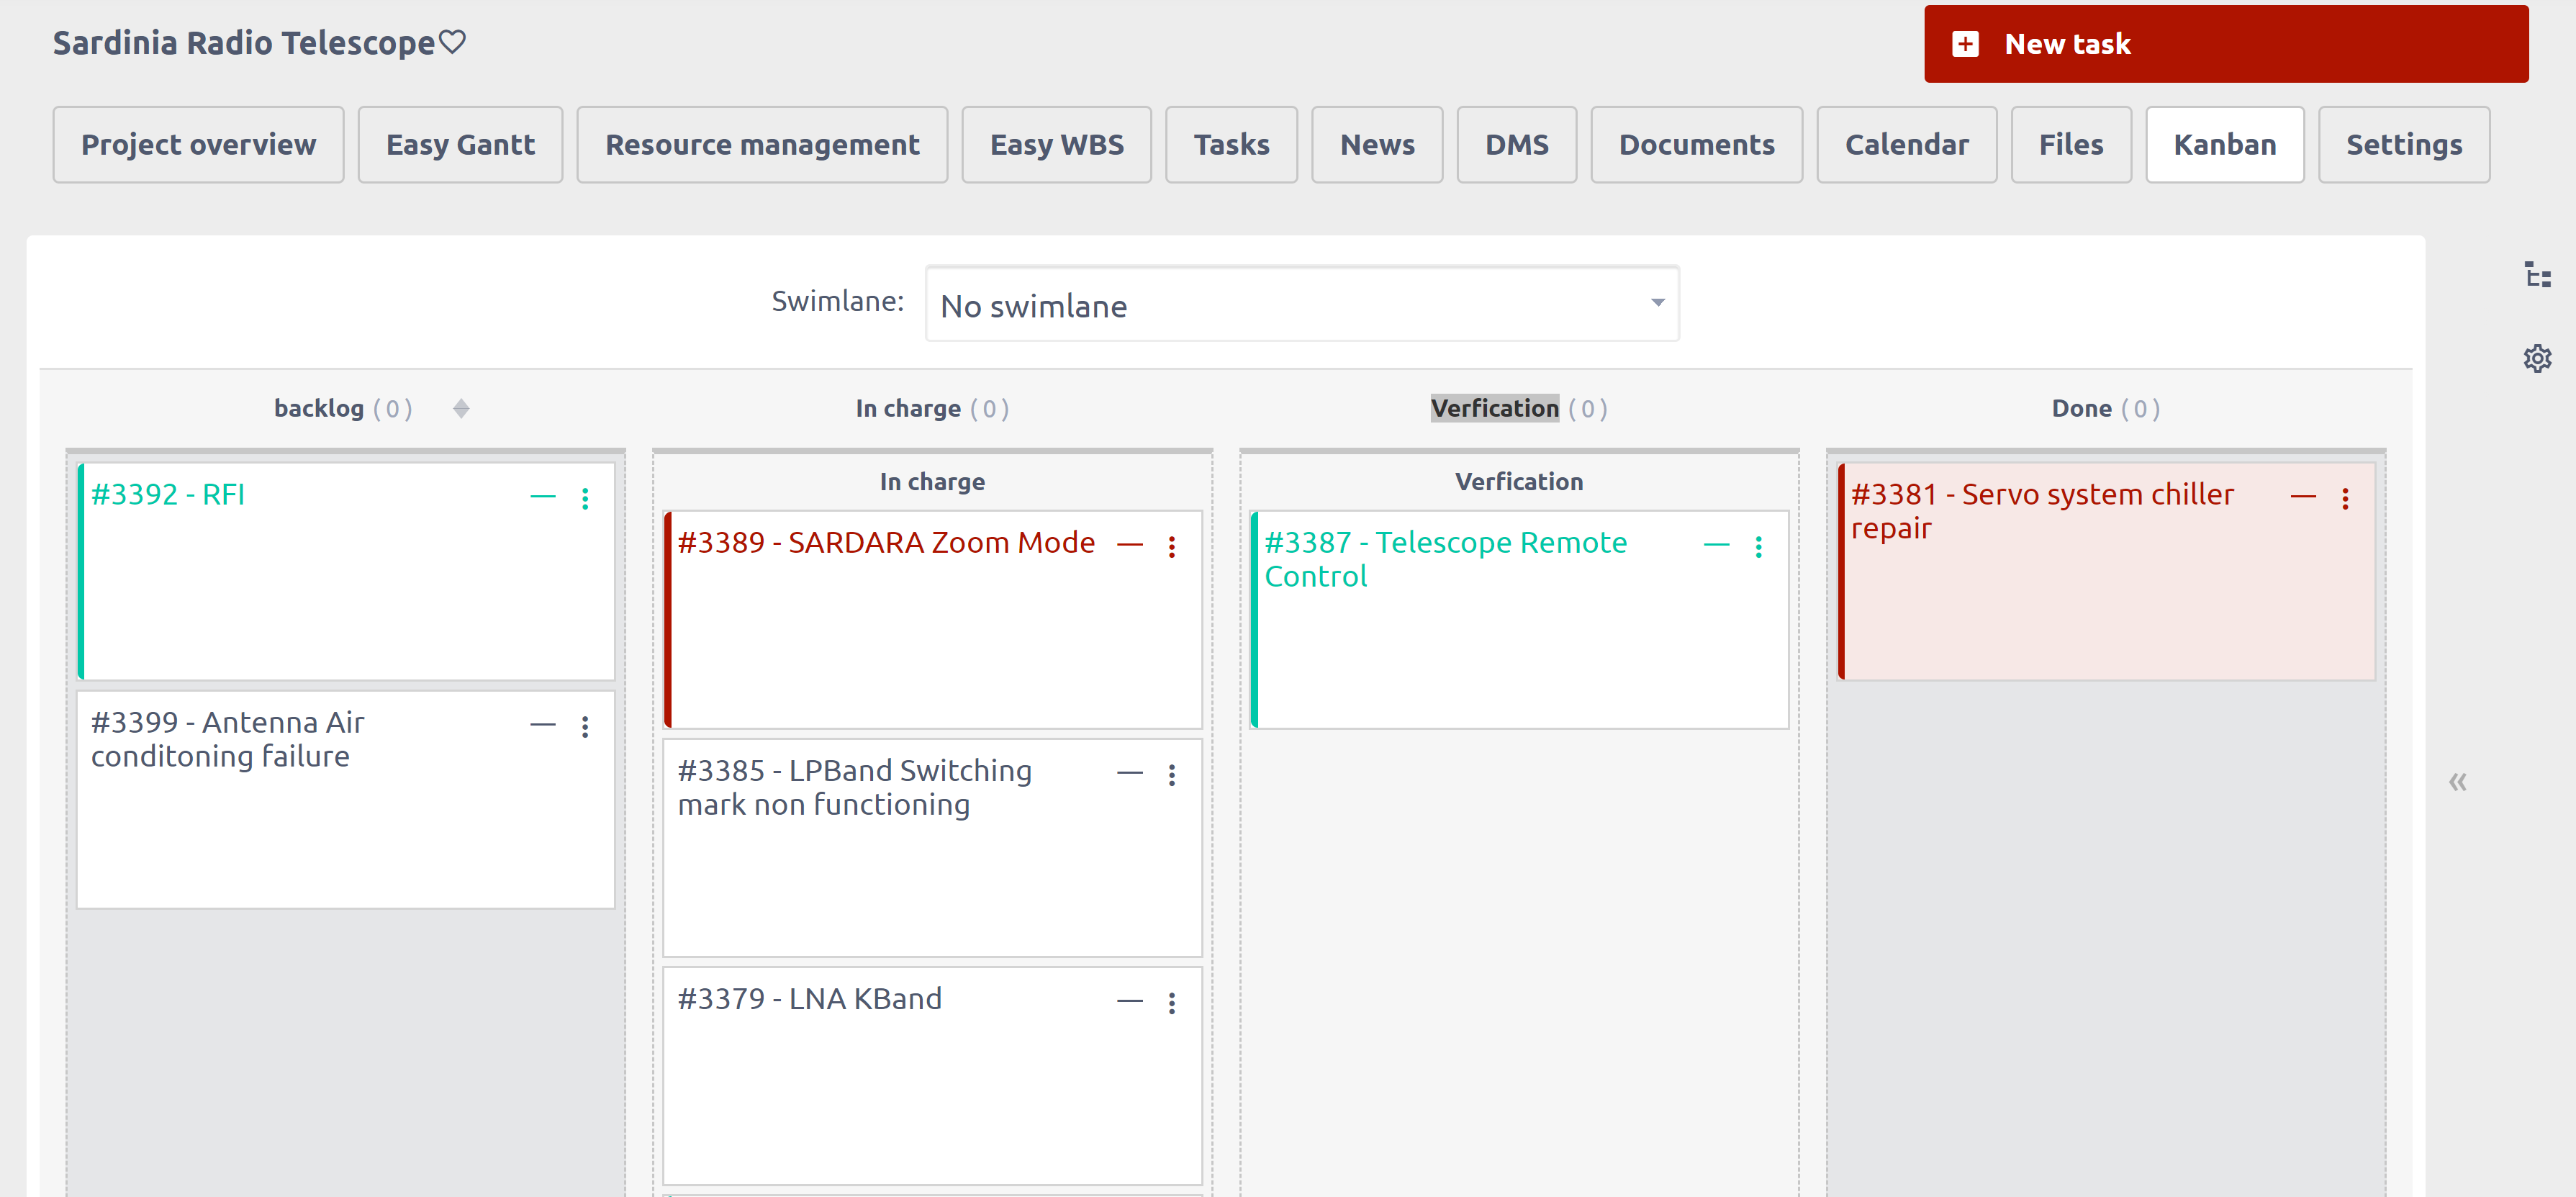 Sardinia Radio Telescope
New task
Project overview
Easy Gantt
Resource management
Easy WBS
Tasks
News
DMS
Documents
Calendar
Files
Kanban
Settings
Swimlane:
No swimlane
backlog (0)
In charge (0)
Verfication (0)
Done (0)
#3392 - RFI
#3399 - Antenna Air
conditoning failure
In charge
#3389 - SARDARA Zoom Mode
#3385 - LPBand Switching
mark non functioning
#3379 - LNA KBand
Verfication
#3387 - Telescope Remote
Control
#3381 - Servo system chiller
repair